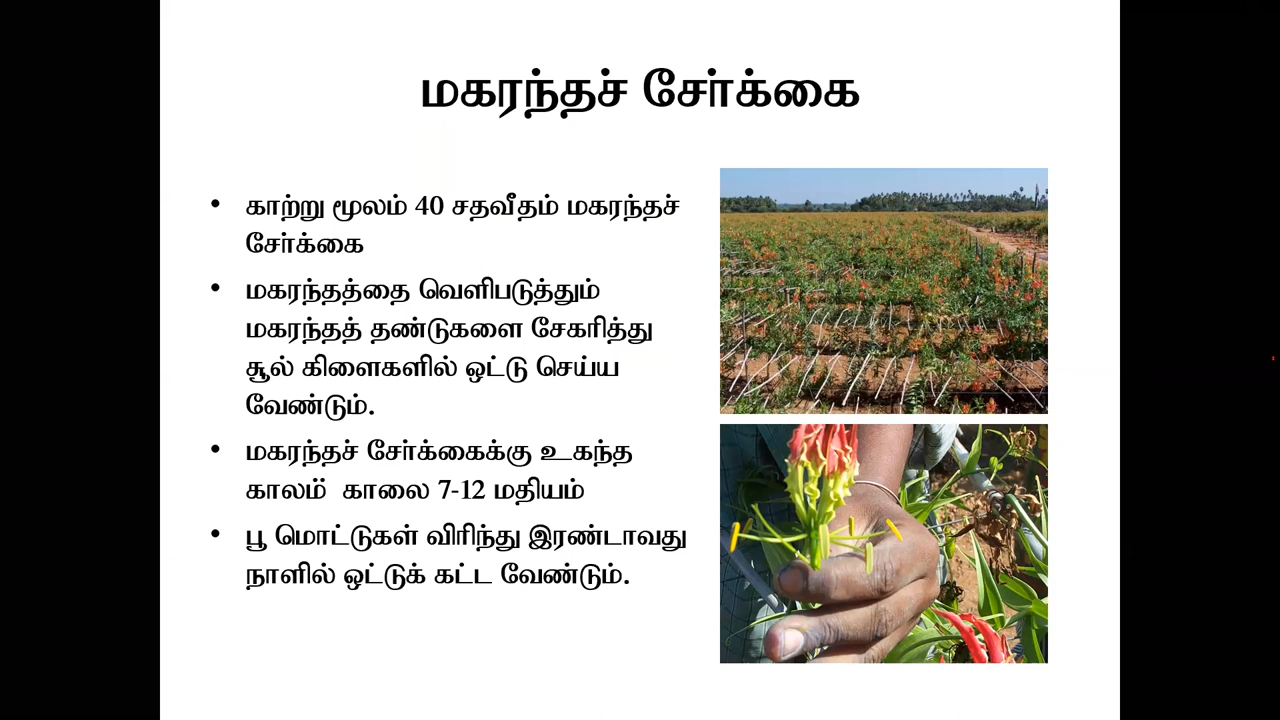 மகரந்தச் சேர்க்கை
• காற்று மூலம் 40 சதவீதம் மகரந்தச்
சேர்க்கை
• மகரந்தத்தை வெளிபடுத்தும்
மகரந்தத் தண்டுகளை சேகரித்து
சூல் கிளைகளில் ஒட்டு செய்ய
வேண்டும்.
• மகரந்தச் சேர்க்கைக்கு உகந்த
காலம் காலை 7-12 மதியம்
• பூ மொட்டுகள் விரிந்து இரண்டாவது
நாளில் ஒட்டுக் கட்ட வேண்டும்.